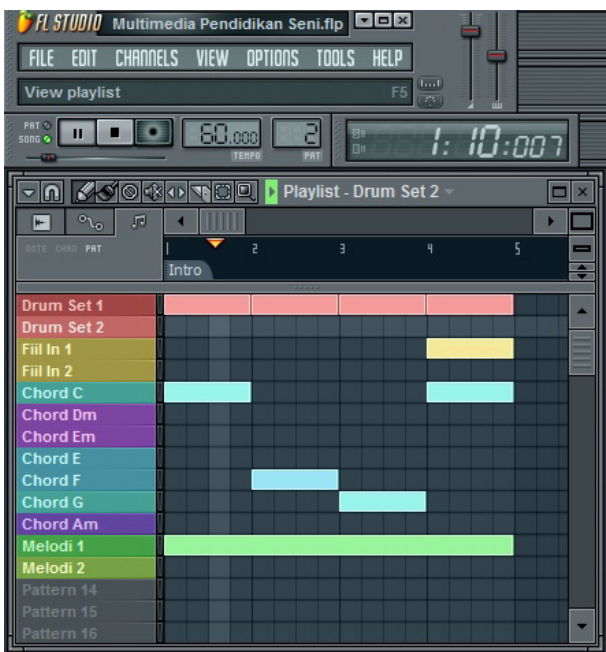 FL STUDIO Multimedia Pendidikan Seni.flp
FILE EDIT CHANNELS VIEW OPTIONS TOOLS HELP
View playlist F5
PAT
SONG
60.000
TEMPO
2
PAT
1:10:007
Playlist - Drum Set 2
NOTE CHAN PAT
1 2 3 4 5
Intro
Drum Set 1
Drum Set 2
Fiil In 1
Fiil In 2
Chord C
Chord Dm
Chord Em
Chord E
Chord F
Chord G
Chord Am
Melodi 1
Melodi 2
Pattern 14
Pattern 15
Pattern 16